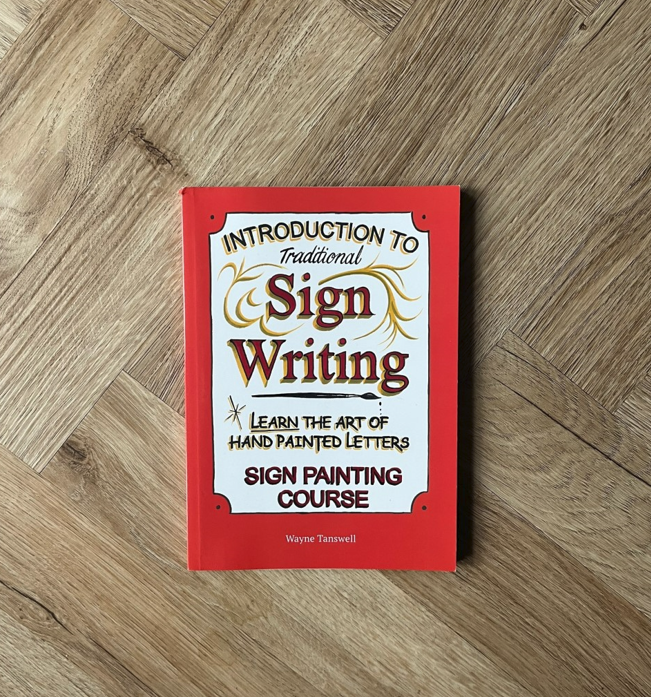 INTRODUCTION TO
Traditional
Sign
Writing
LEARN THE ART OF
HAND PAINTED LETTERS
SIGN PAINTING
COURSE
Wayne Tanswell